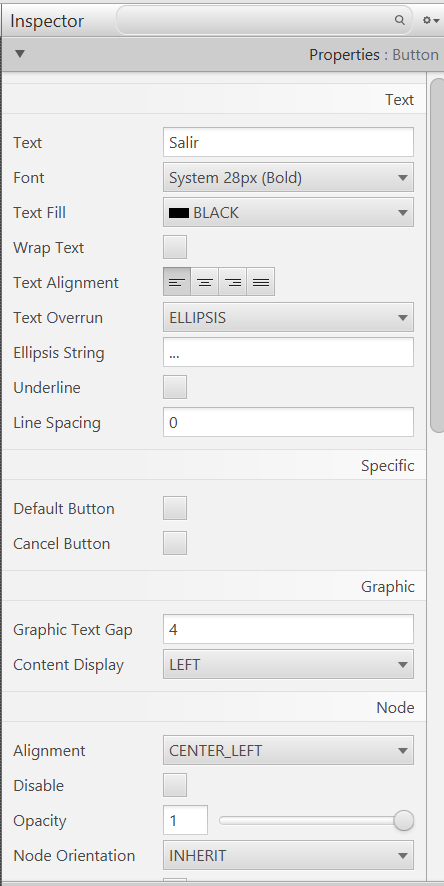 Inspector
Properties : Button
Text
Text Salir
Font System 28px (Bold)
Text Fill BLACK
Wrap Text
Text Alignment
Text Overrun ELLIPSIS
Ellipsis String ...
Underline
Line Spacing 0
Specific
Default Button
Cancel Button
Graphic
Graphic Text Gap 4
Content Display LEFT
Node
Alignment CENTER_LEFT
Disable
Opacity 1
Node Orientation INHERIT